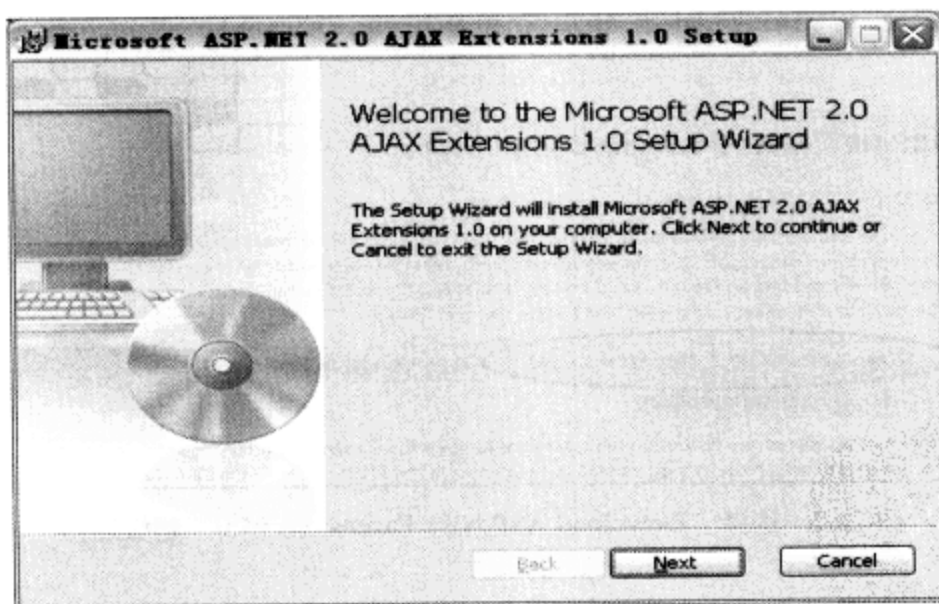 Microsoft ASP.NET 2.0 AJAX Extensions 1.0 Setup
Welcome to the Microsoft ASP.NET 2.0
AJAX Extensions 1.0 Setup Wizard
The Setup Wizard will install Microsoft ASP.NET 2.0 AJAX
Extensions 1.0 on your computer. Click Next to continue or
Cancel to exit the Setup Wizard.
Back
Next
Cancel